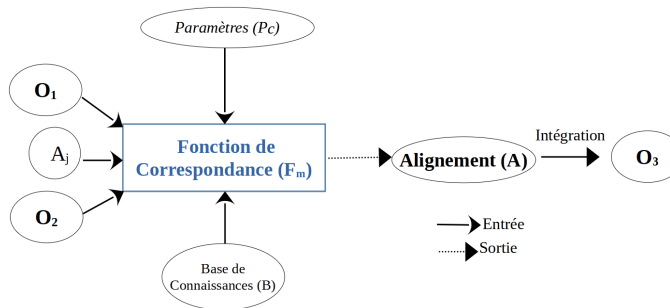 Paramètres (Pc)
O1
Aj
O2
Fonction de
Correspondance (Fm)
Base de
Connaissances (B)
Alignement (A)
Intégration
O3
Entrée
Sortie